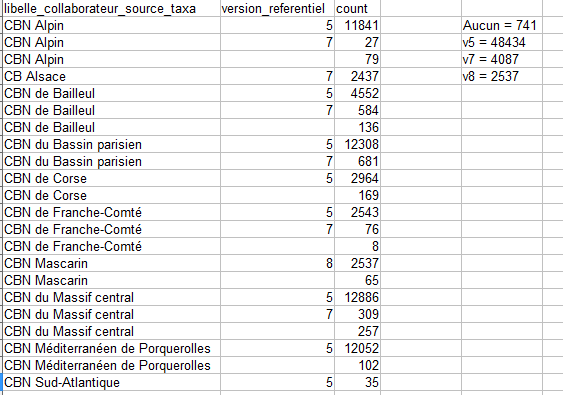 libelle_collaborateur_source_taxa version_referentiel count
CBN Alpin 5 11841 Aucun = 741
CBN Alpin 7 27 v5 = 48434
CBN Alpin 79 v7 = 4087
CB Alsace 7 2437 v8 = 2537
CBN de Bailleul 5 4552
CBN de Bailleul 7 584
CBN de Bailleul 136
CBN du Bassin parisien 5 12308
CBN du Bassin parisien 7 681
CBN de Corse 5 2964
CBN de Corse 169
CBN de Franche-Comté 5 2543
CBN de Franche-Comté 7 76
CBN de Franche-Comté 8
CBN Mascarin 8 2537
CBN Mascarin 65
CBN du Massif central 5 12886
CBN du Massif central 7 309
CBN du Massif central 257
CBN Méditerranéen de Porquerolles 5 12052
CBN Méditerranéen de Porquerolles 102
CBN Sud-Atlantique 5 35